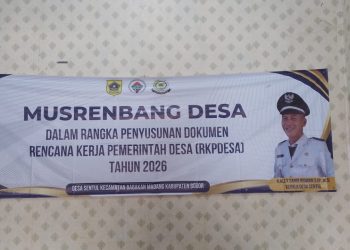 MUSRENBANG DESA
DALAM RANGKA PENYUSUNAN DOKUMEN
RENCANA KERJA PEMERINTAH DESA (RKPDESA)
TAHUN 2026
DESA SENTUL KECAMATAN BABAKAN MADANG KABUPATEN BOGOR
KEPALA DESA SENTUL